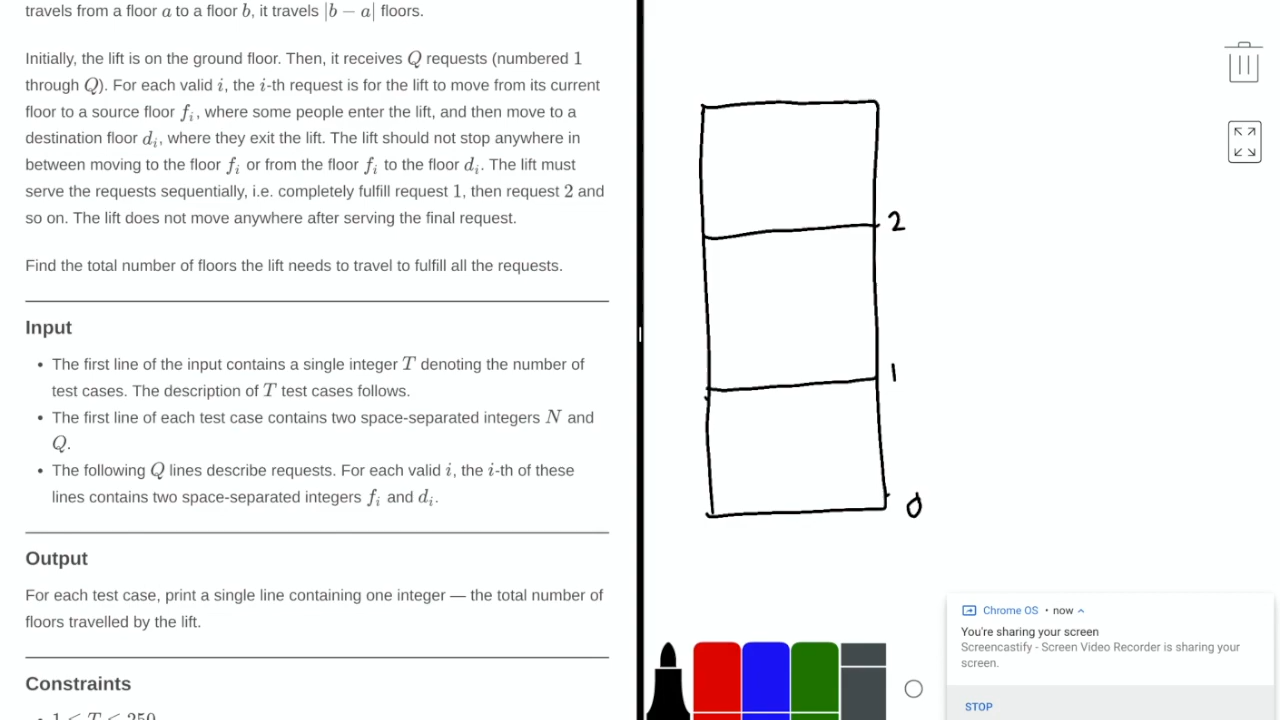 travels from a floor a to a floor b, it travels |b − a| floors.
Initially, the lift is on the ground floor. Then, it receives Q requests (numbered 1
through Q). For each valid i, the i-th request is for the lift to move from its current
floor to a source floor fᵢ, where some people enter the lift, and then move to a
destination floor dᵢ, where they exit the lift. The lift should not stop anywhere in
between moving to the floor fᵢ or from the floor fᵢ to the floor dᵢ. The lift must
serve the requests sequentially, i.e. completely fulfill request 1, then request 2 and
so on. The lift does not move anywhere after serving the final request.
Find the total number of floors the lift needs to travel to fulfill all the requests.
Input
• The first line of the input contains a single integer T denoting the number of
test cases. The description of T test cases follows.
• The first line of each test case contains two space-separated integers N and
Q.
• The following Q lines describe requests. For each valid i, the i-th of these
lines contains two space-separated integers fᵢ and dᵢ.
Output
For each test case, print a single line containing one integer — the total number of
floors travelled by the lift.
Constraints
• 1 ≤ T ≤ 250
2
1
0
Chrome OS • now
You're sharing your screen
Screencastify - Screen Video Recorder is sharing your
screen.
STOP